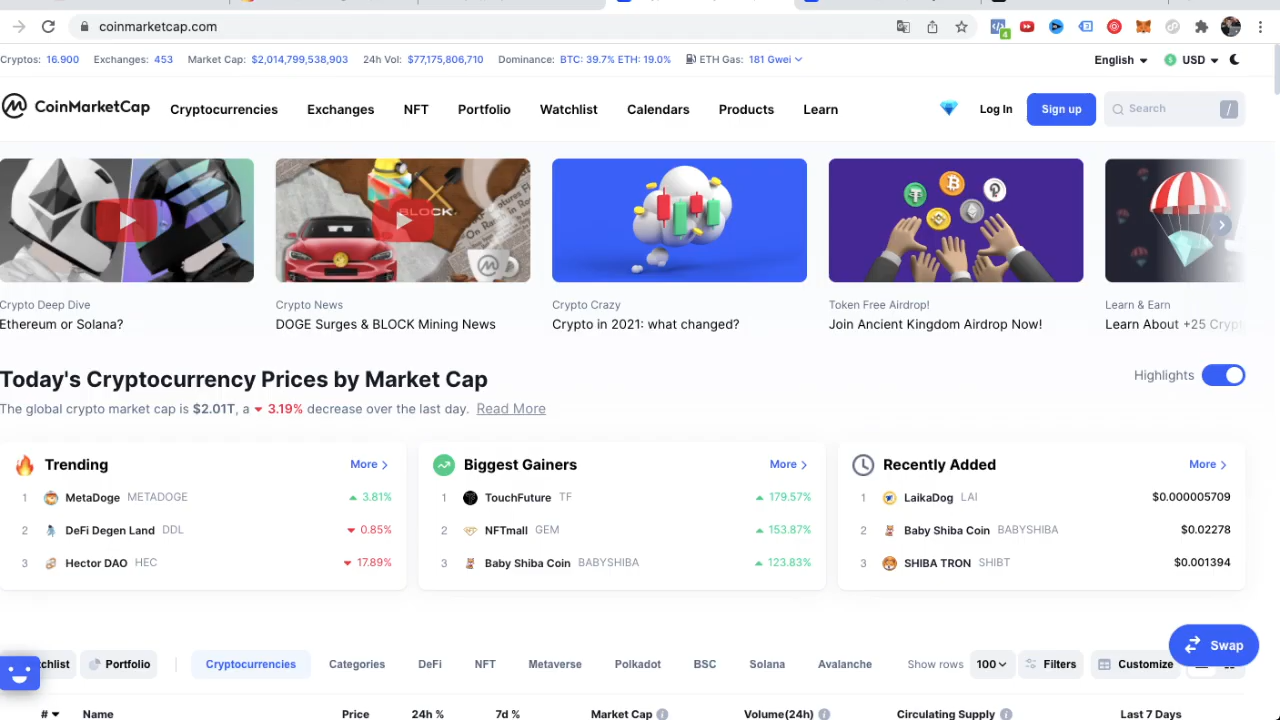 coinmarketcap.com
4
Cryptos: 16.900 Exchanges: 453 Market Cap: $2,014,799,538,903 24h Vol: $77,175,806,710 Dominance: BTC: 39.7% ETH: 19.0% ETH Gas: 181 Gwei English USD
CoinMarketCap Cryptocurrencies Exchanges NFT Portfolio Watchlist Calendars Products Learn Log In Sign up Search /
BLOCK
Crypto Deep Dive Crypto News Crypto Crazy Token Free Airdrop! Learn & Earn
Ethereum or Solana? DOGE Surges & BLOCK Mining News Crypto in 2021: what changed? Join Ancient Kingdom Airdrop Now! Learn About +25 Crypt
Today's Cryptocurrency Prices by Market Cap Highlights
The global crypto market cap is $2.01T, a 3.19% decrease over the last day. Read More
Trending More Biggest Gainers More Recently Added More
1 MetaDoge METADOGE 3.81% 1 TouchFuture TF 179.57% 1 LaikaDog LAI $0.000005709
2 DeFi Degen Land DDL 0.85% 2 NFTmall GEM 153.87% 2 Baby Shiba Coin BABYSHIBA $0.02278
3 Hector DAO HEC 17.89% 3 Baby Shiba Coin BABYSHIBA 123.83% 3 SHIBA TRON SHIBT $0.001394
Swap
chlist Portfolio Cryptocurrencies Categories DeFi NFT Metaverse Polkadot BSC Solana Avalanche Show rows 100 Filters Customize
# Name Price 24h % 7d % Market Cap Volume(24h) Circulating Supply Last 7 Days